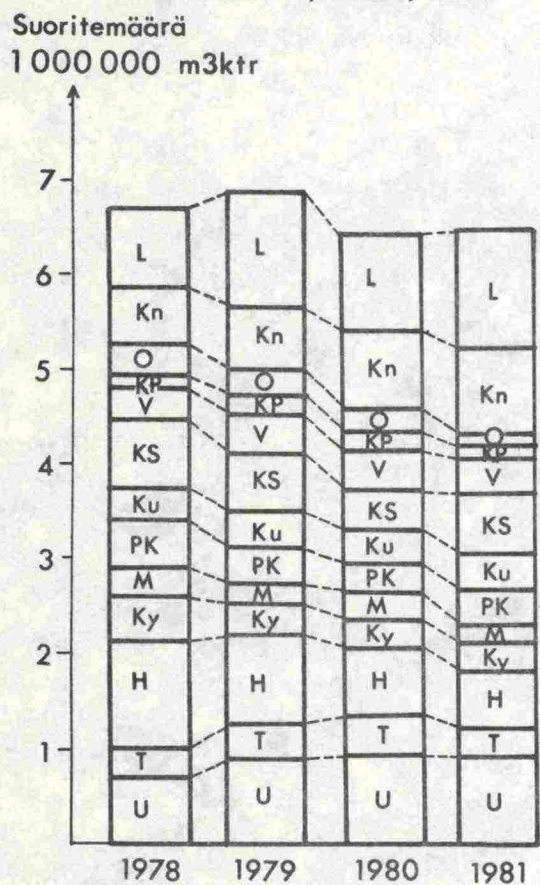 Suoritemäärä
1 000 000 m3ktr
7
6
5
4
3
2
1
L
Kn
O
KP
V
KS
Ku
PK
M
Ky
H
T
U
L
Kn
O
KP
V
KS
Ku
PK
M
Ky
H
T
U
L
Kn
O
KP
V
KS
Ku
PK
M
Ky
H
T
U
L
Kn
O
KP
V
KS
Ku
PK
M
Ky
H
T
U
1978 1979 1980 1981